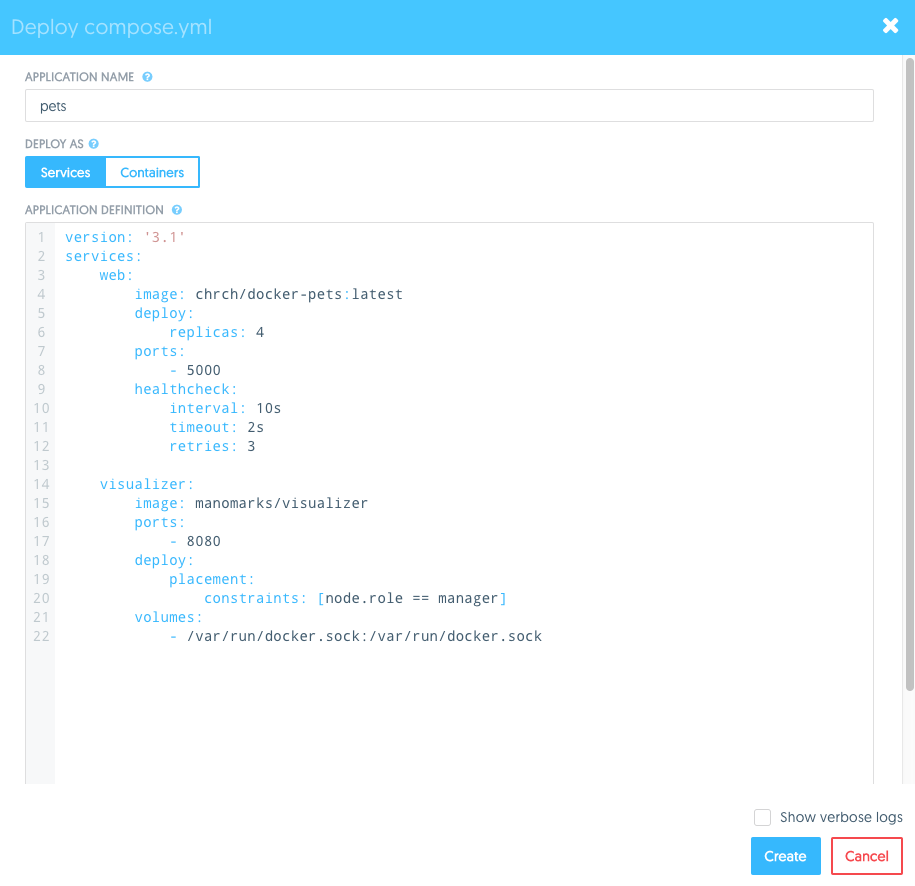 Deploy compose.yml
APPLICATION NAME ?
pets
DEPLOY AS ?
Services Containers
APPLICATION DEFINITION ?
1 version: '3.1'
2 services:
3     web:
4         image: chrch/docker-pets:latest
5         deploy:
6             replicas: 4
7         ports:
8             - 5000
9         healthcheck:
10             interval: 10s
11             timeout: 2s
12             retries: 3
13
14     visualizer:
15         image: manomarks/visualizer
16         ports:
17             - 8080
18         deploy:
19             placement:
20                 constraints: [node.role == manager]
21         volumes:
22             - /var/run/docker.sock:/var/run/docker.sock
Show verbose logs
Create Cancel